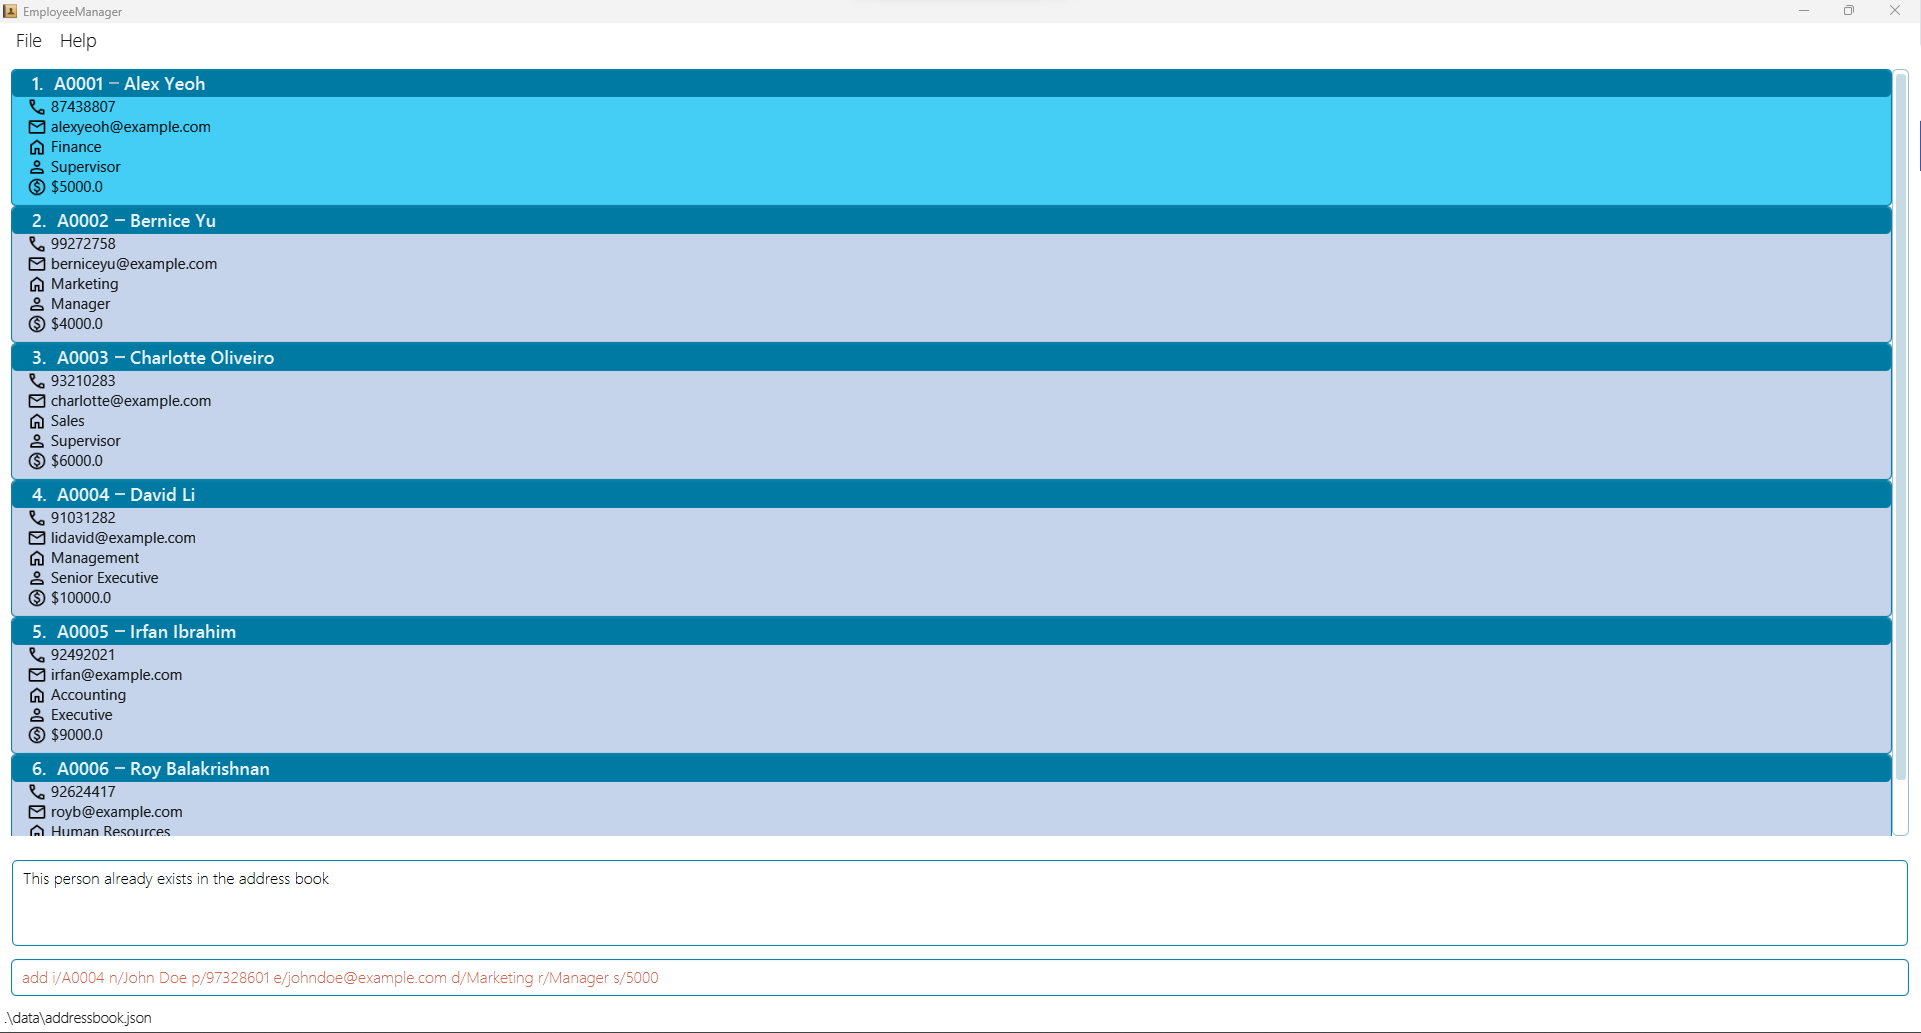 EmployeeManager
File Help
1. A0001 – Alex Yeoh
87438807
alexyeoh@example.com
Finance
Supervisor
$5000.0
2. A0002 – Bernice Yu
99272758
berniceyu@example.com
Marketing
Manager
$4000.0
3. A0003 – Charlotte Oliveiro
93210283
charlotte@example.com
Sales
Supervisor
$6000.0
4. A0004 – David Li
91031282
lidavid@example.com
Management
Senior Executive
$10000.0
5. A0005 – Irfan Ibrahim
92492021
irfan@example.com
Accounting
Executive
$9000.0
6. A0006 – Roy Balakrishnan
92624417
royb@example.com
Human Resources
This person already exists in the address book
add i/A0004 n/John Doe p/97328601 e/johndoe@example.com d/Marketing r/Manager s/5000
.\data\addressbook.json